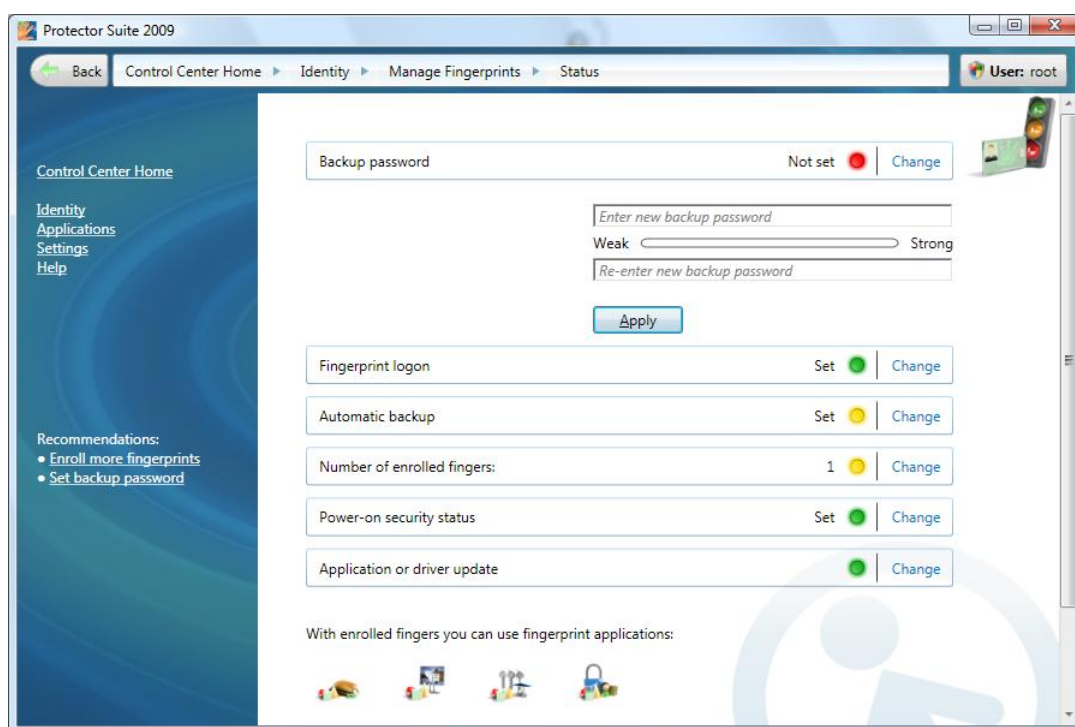 Protector Suite 2009
Back
Control Center Home
Identity
Manage Fingerprints
Status
User: root
Control Center Home
Identity
Applications
Settings
Help
Recommendations:
• Enroll more fingerprints
• Set backup password
Backup password Not set Change
Enter new backup password
Weak Strong
Re-enter new backup password
Apply
Fingerprint logon Set Change
Automatic backup Set Change
Number of enrolled fingers: 1 Change
Power-on security status Set Change
Application or driver update Change
With enrolled fingers you can use fingerprint applications: